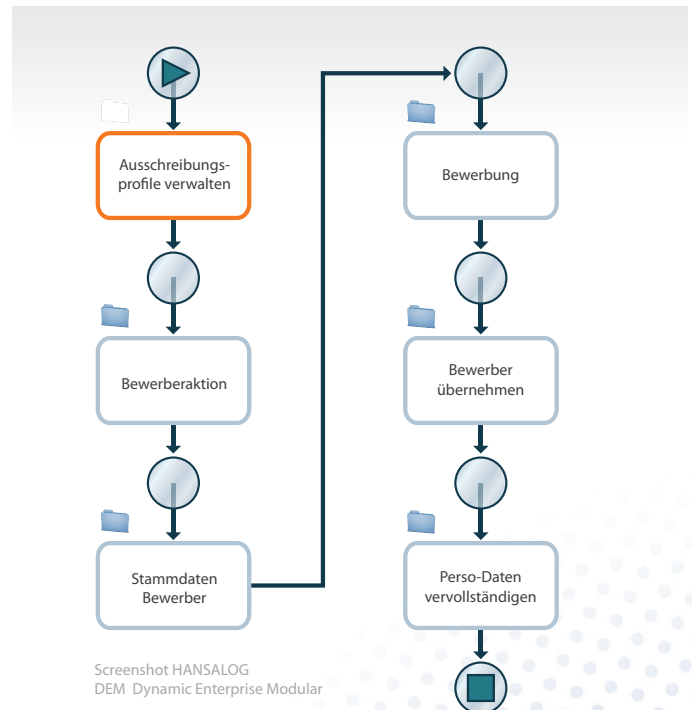 Ausschreibungs-
profile verwalten
Bewerberaktion
Stammdaten
Bewerber
Bewerbung
Bewerber
übernehmen
Perso-Daten
vervollständigen
Screenshot HANSALOG
DEM Dynamic Enterprise Modular